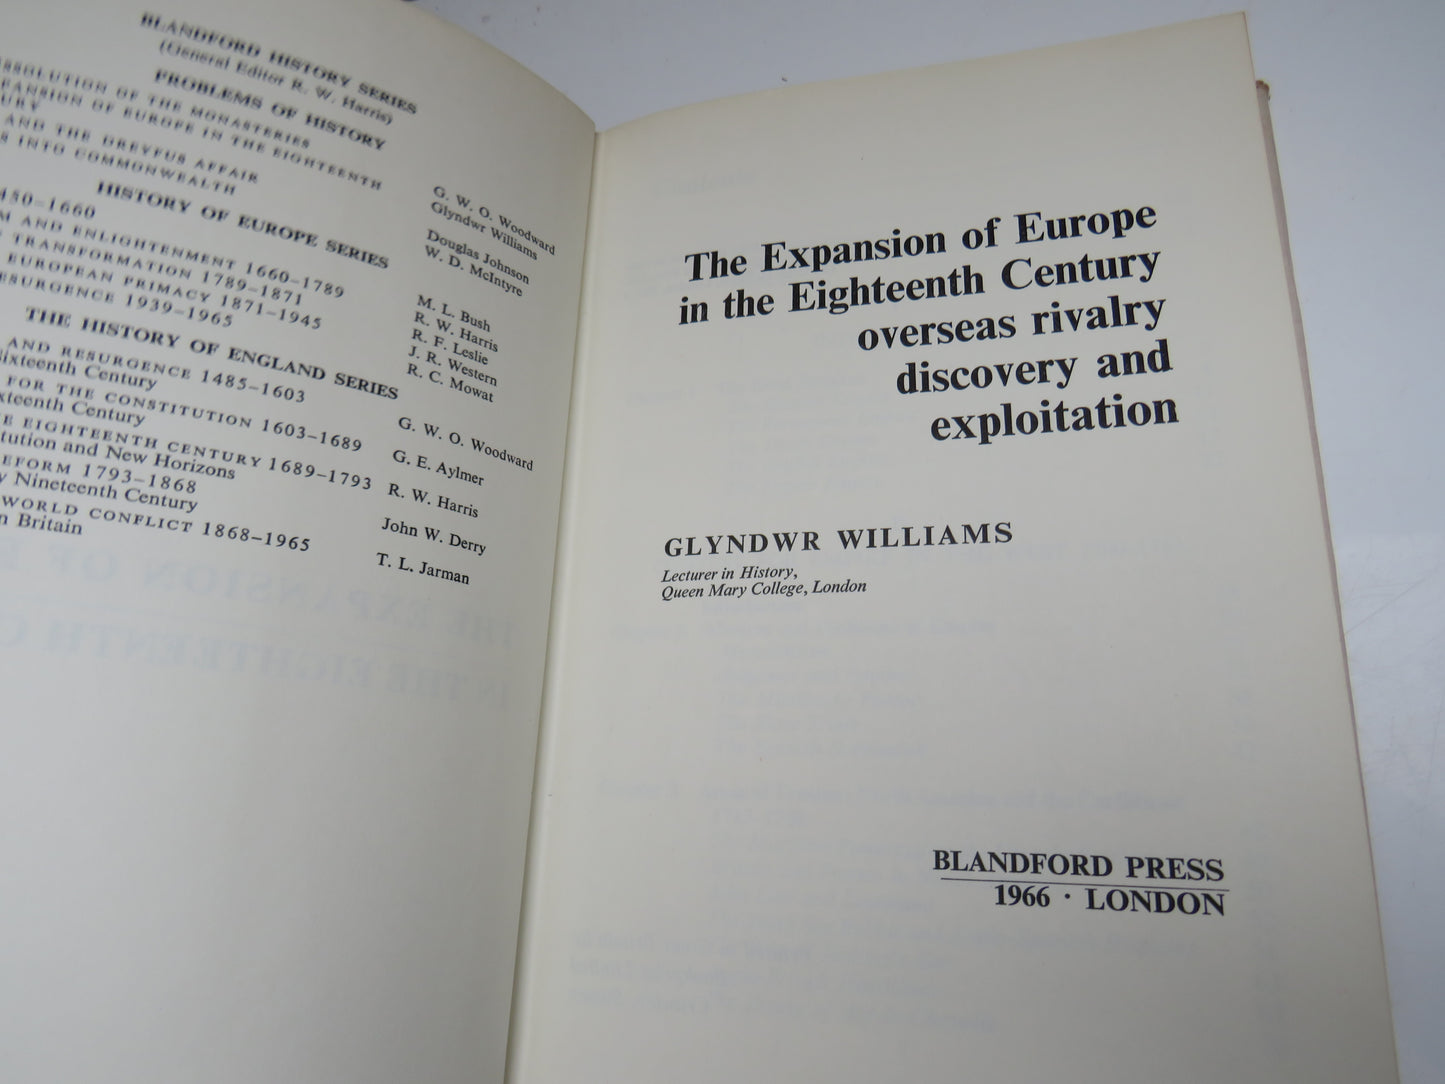 BLANDFORD HISTORY SERIES
(General Editor R. W. Harris)
PROBLEMS OF HISTORY
SSOLUTION OF THE MONASTERIES G. W. O. Woodward
PANSION OF EUROPE IN THE EIGHTEENTH
URY Glyndwr Williams
AND THE DREYFUS AFFAIR Douglas Johnson
S INTO COMMONWEALTH W. D. McIntyre
HISTORY OF EUROPE SERIES
450–1660 M. L. Bush
M AND ENLIGHTENMENT 1660–1789 R. W. Harris
TRANSFORMATION 1789–1871 R. F. Leslie
EUROPEAN PRIMACY 1871–1945 J. R. Western
ESURGENCE 1939–1965 R. C. Mowat
THE HISTORY OF ENGLAND SERIES
AND RESURGENCE 1485–1603 G. W. O. Woodward
ixteenth Century
FOR THE CONSTITUTION 1603–1689 G. E. Aylmer
xteenth Century
E EIGHTEENTH CENTURY 1689–1793 R. W. Harris
tution and New Horizons
EFORM 1793–1868 John W. Derry
y Nineteenth Century
WORLD CONFLICT 1868–1965 T. L. Jarman
n Britain
The Expansion of Europe
in the Eighteenth Century
overseas rivalry
discovery and
exploitation
GLYNDWR WILLIAMS
Lecturer in History,
Queen Mary College, London
BLANDFORD PRESS
1966 · LONDON